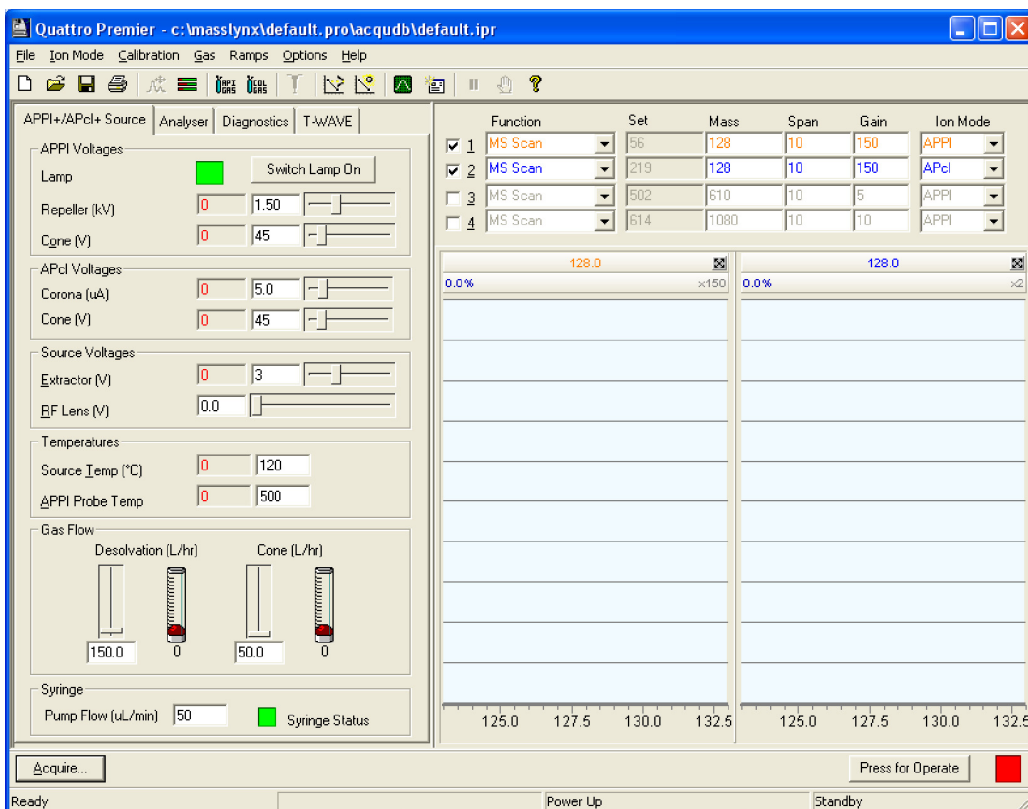 Quattro Premier - c:\masslynx\default.pro\acqudb\default.ipr
File Ion Mode Calibration Gas Ramps Options Help
API GAS COL GAS
APPI+/APcI+ Source Analyser Diagnostics T-WAVE
APPI Voltages
Lamp Switch Lamp On
Repeller (kV) 0 1.50
Cone (V) 0 45
APcI Voltages
Corona (uA) 0 5.0
Cone (V) 0 45
Source Voltages
Extractor (V) 0 3
RF Lens (V) 0.0
Temperatures
Source Temp (°C) 0 120
APPI Probe Temp 0 500
Gas Flow
Desolvation (L/hr) Cone (L/hr)
150.0 0 50.0 0
Syringe
Pump Flow (uL/min) 50 Syringe Status
Function Set Mass Span Gain Ion Mode
1 MS Scan 56 128 10 150 APPI
2 MS Scan 219 128 10 150 APcI
3 MS Scan 502 610 10 5 APPI
4 MS Scan 614 1080 10 10 APPI
128.0 128.0
0.0% x150 0.0% x2
125.0 127.5 130.0 132.5 125.0 127.5 130.0 132.5
Acquire... Press for Operate
Ready Power Up Standby